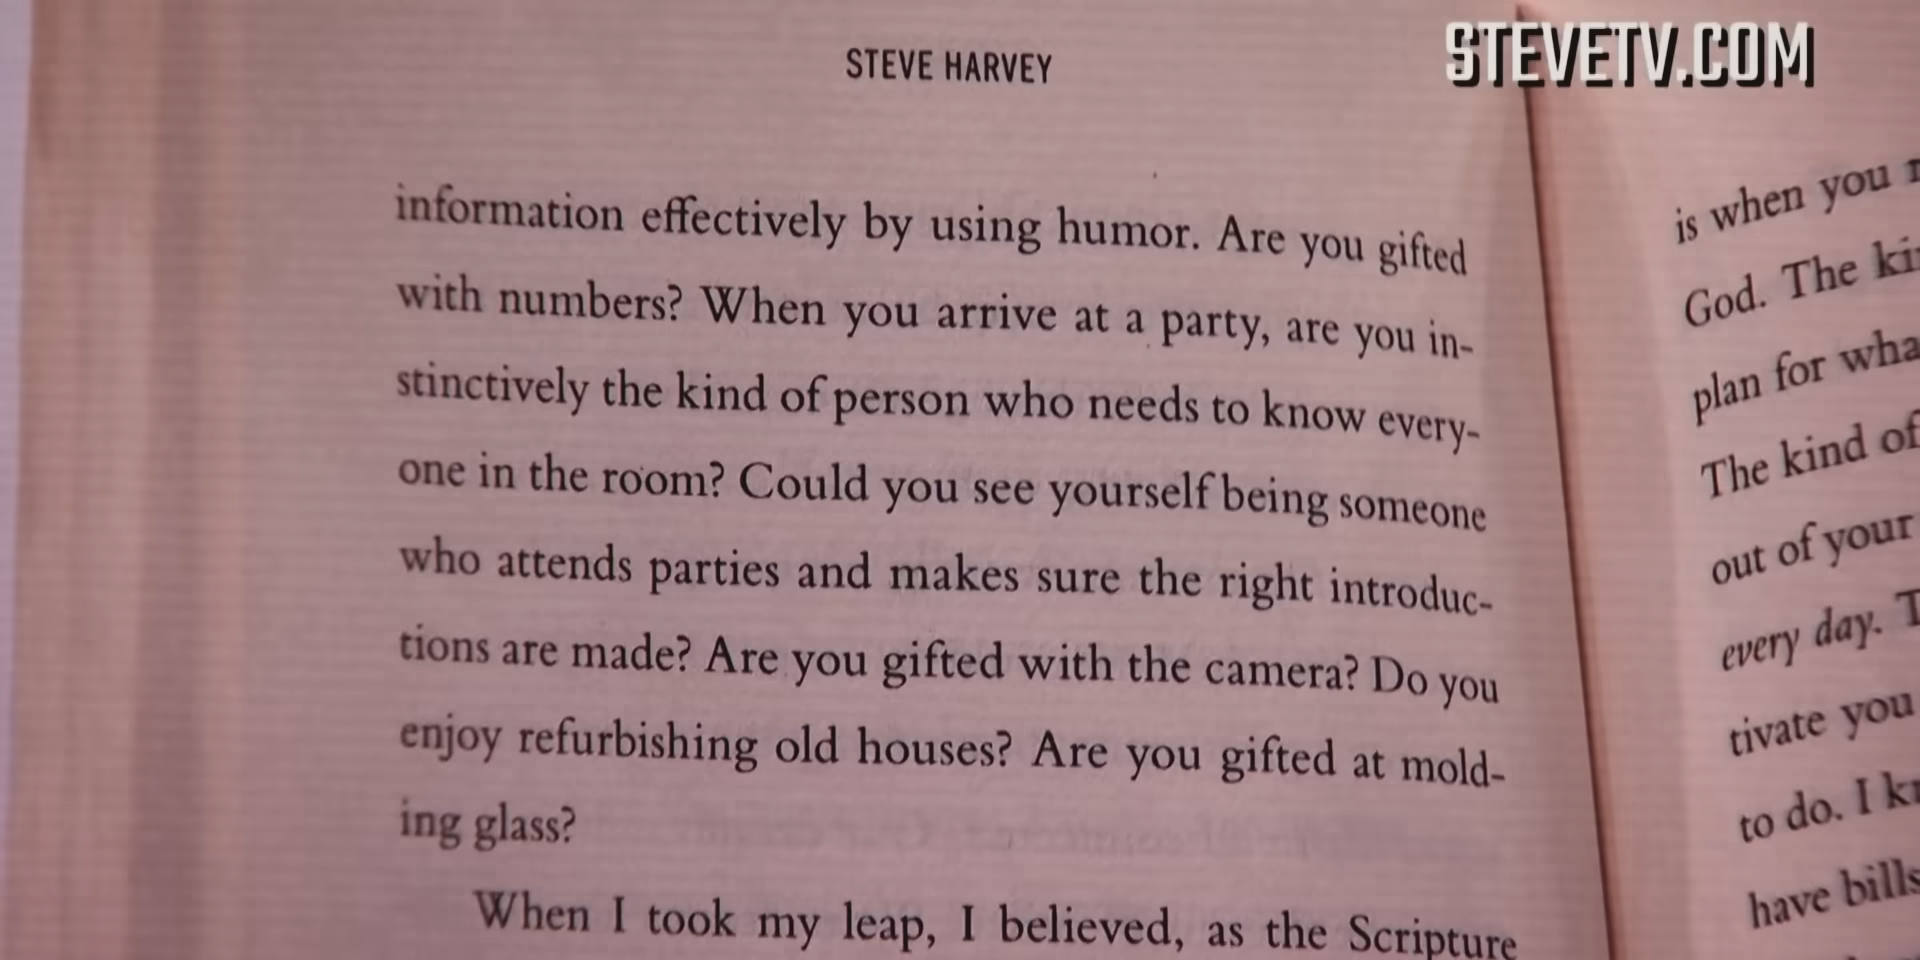 STEVETV.COM
STEVE HARVEY
information effectively by using humor. Are you gifted
with numbers? When you arrive at a party, are you in-
stinctively the kind of person who needs to know every-
one in the room? Could you see yourself being someone
who attends parties and makes sure the right introduc-
tions are made? Are you gifted with the camera? Do you
enjoy refurbishing old houses? Are you gifted at mold-
ing glass?
When I took my leap, I believed, as the Scripture
is when you
God. The
plan for
The kind of
out of your
every day.
tivate you
to do. I
have bills